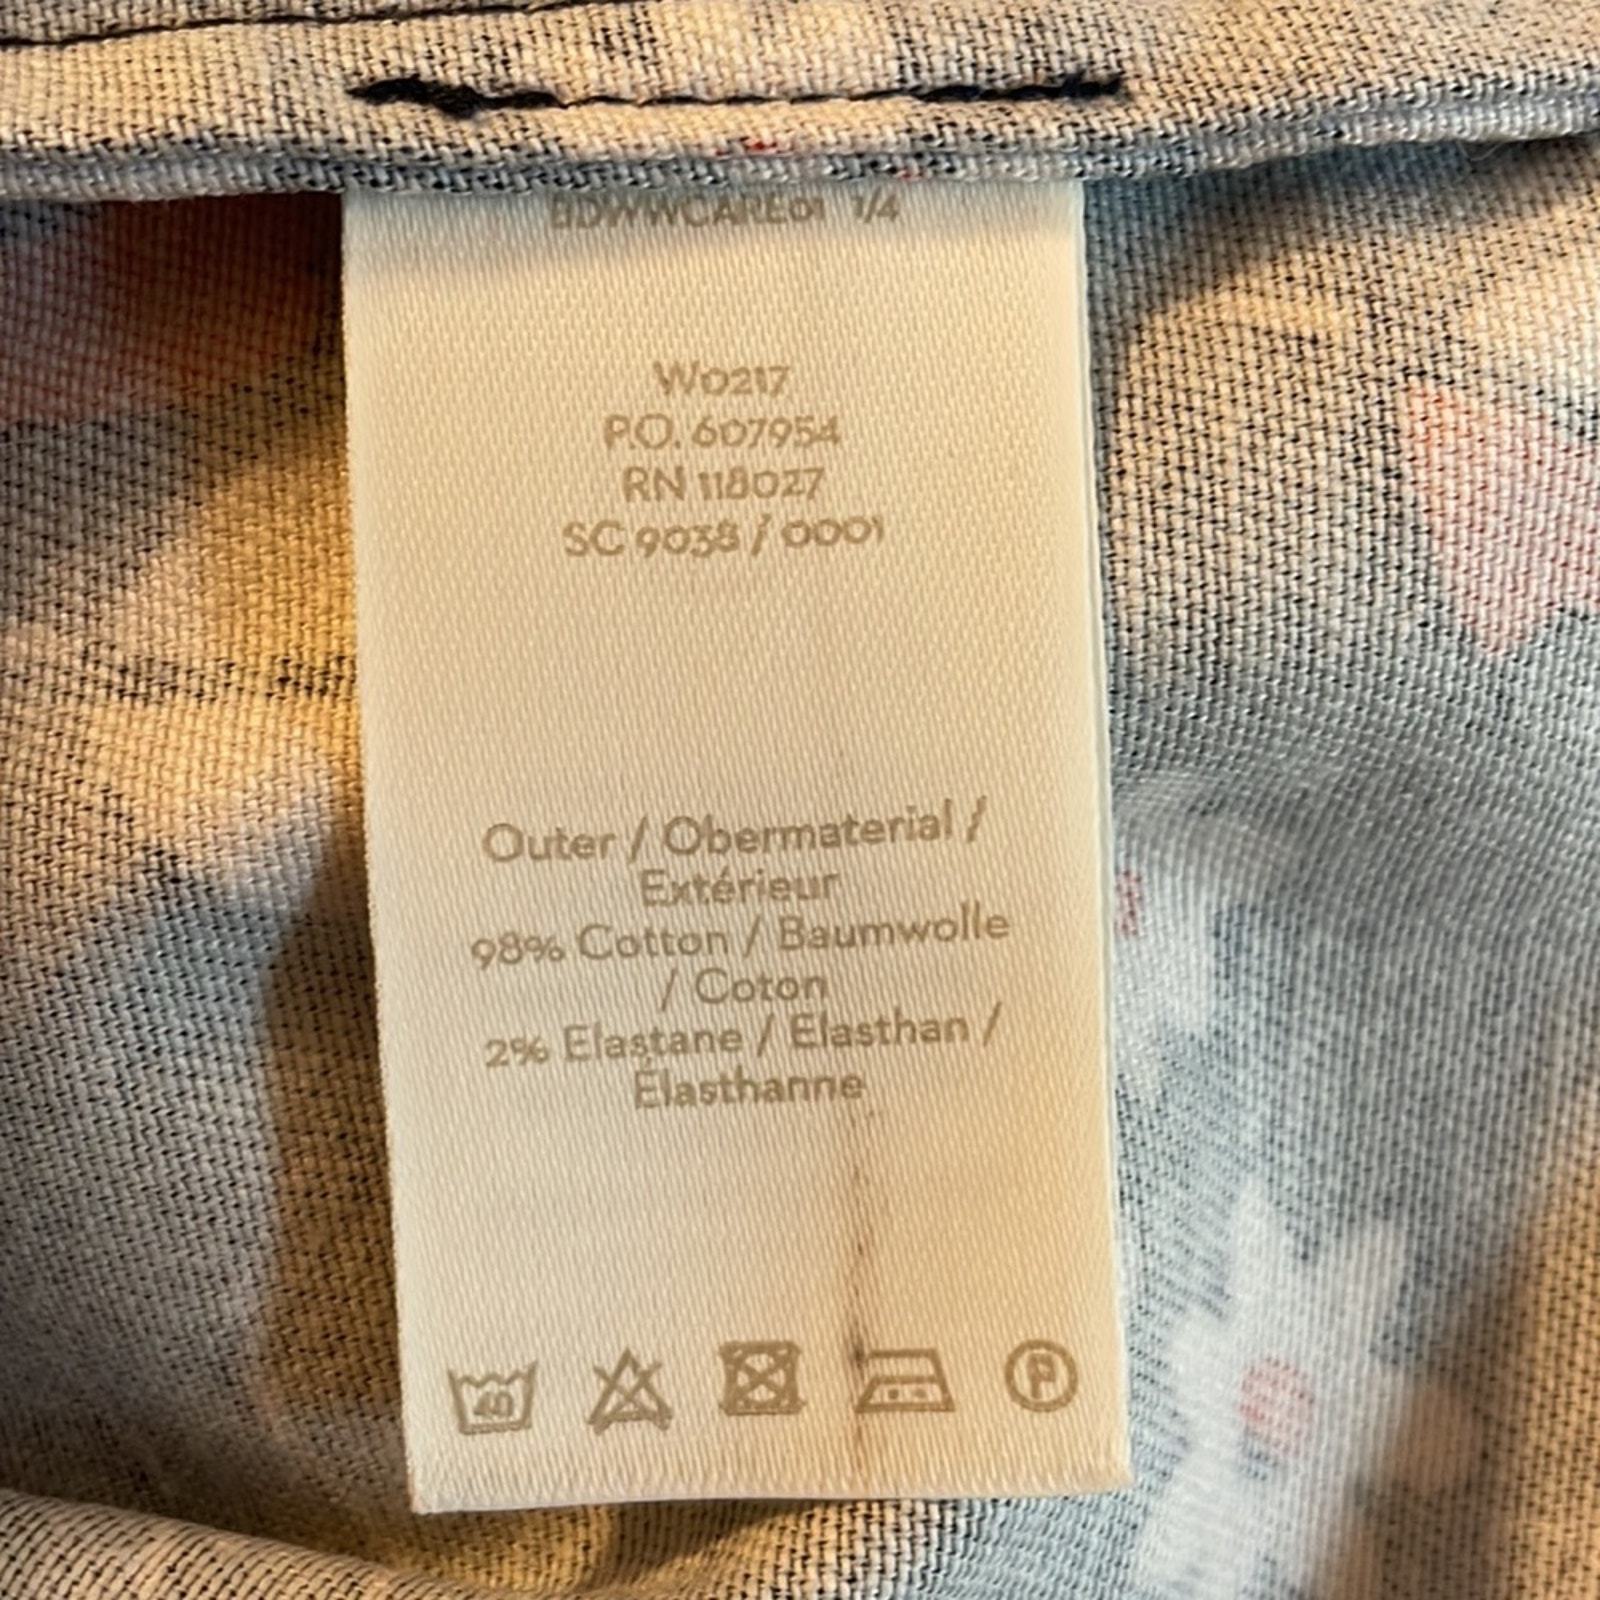 BDWWCARE01 1/4
W0217
P.O. 607954
RN 118027
SC 9038 / 0001
Outer / Obermaterial /
Extérieur
98% Cotton / Baumwolle
/ Coton
2% Elastane / Elasthan /
Élasthanne
40
P